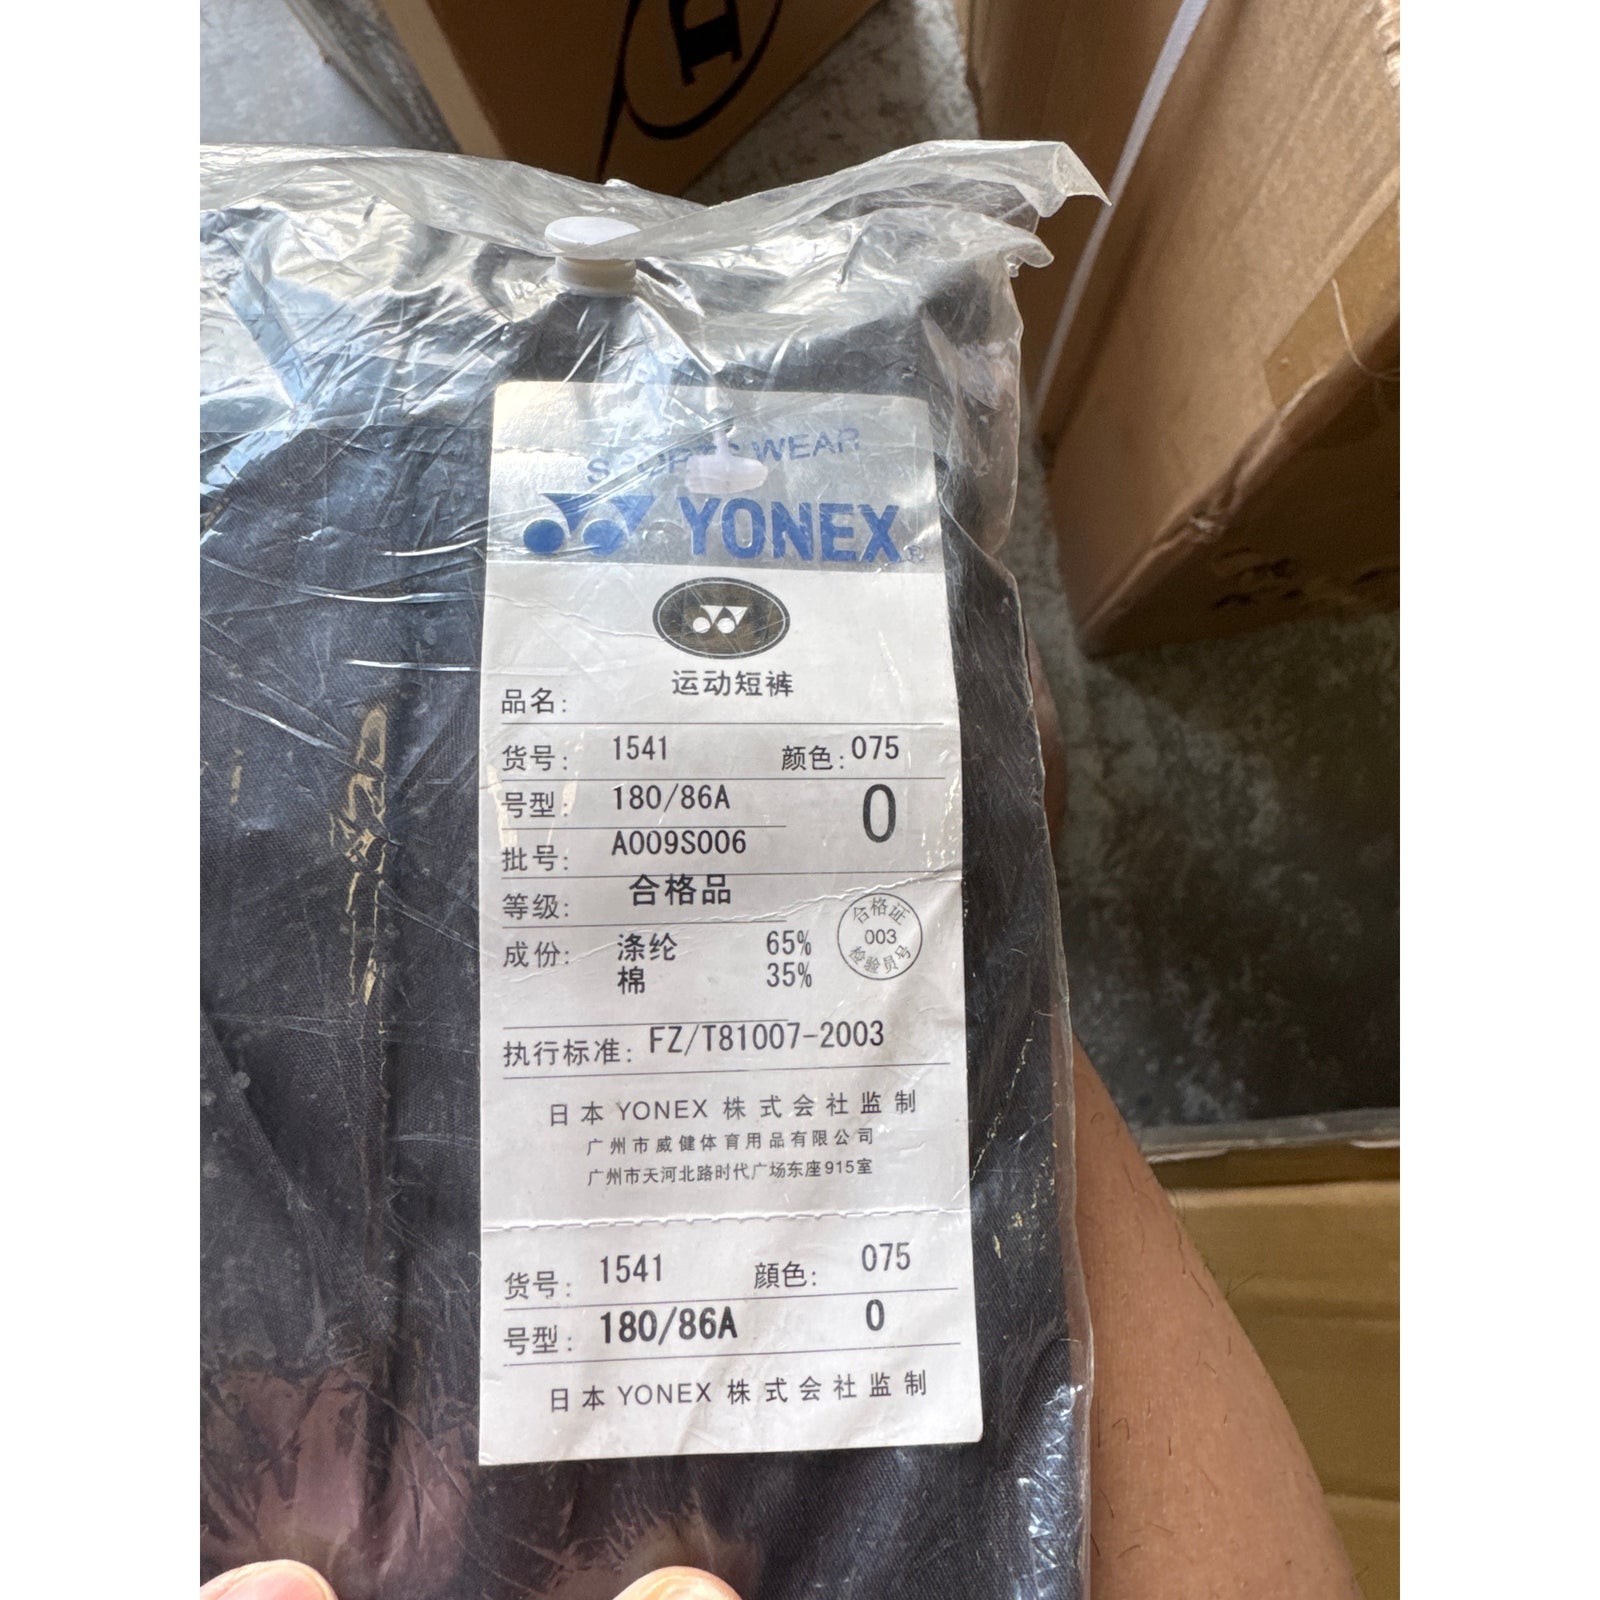 SPORTS WEAR
YONEX®
品名: 运动短裤
货号: 1541 颜色: 075
号型: 180/86A O
批号: A009S006
等级: 合格品
合格证
003
检验员号
成份: 涤纶 65%
棉 35%
执行标准: FZ/T81007-2003
日本 YONEX 株式会社监制
广州市威健体育用品有限公司
广州市天河北路时代广场东座915室
货号: 1541 顔色: 075
号型: 180/86A O
日本 YONEX 株式会社监制